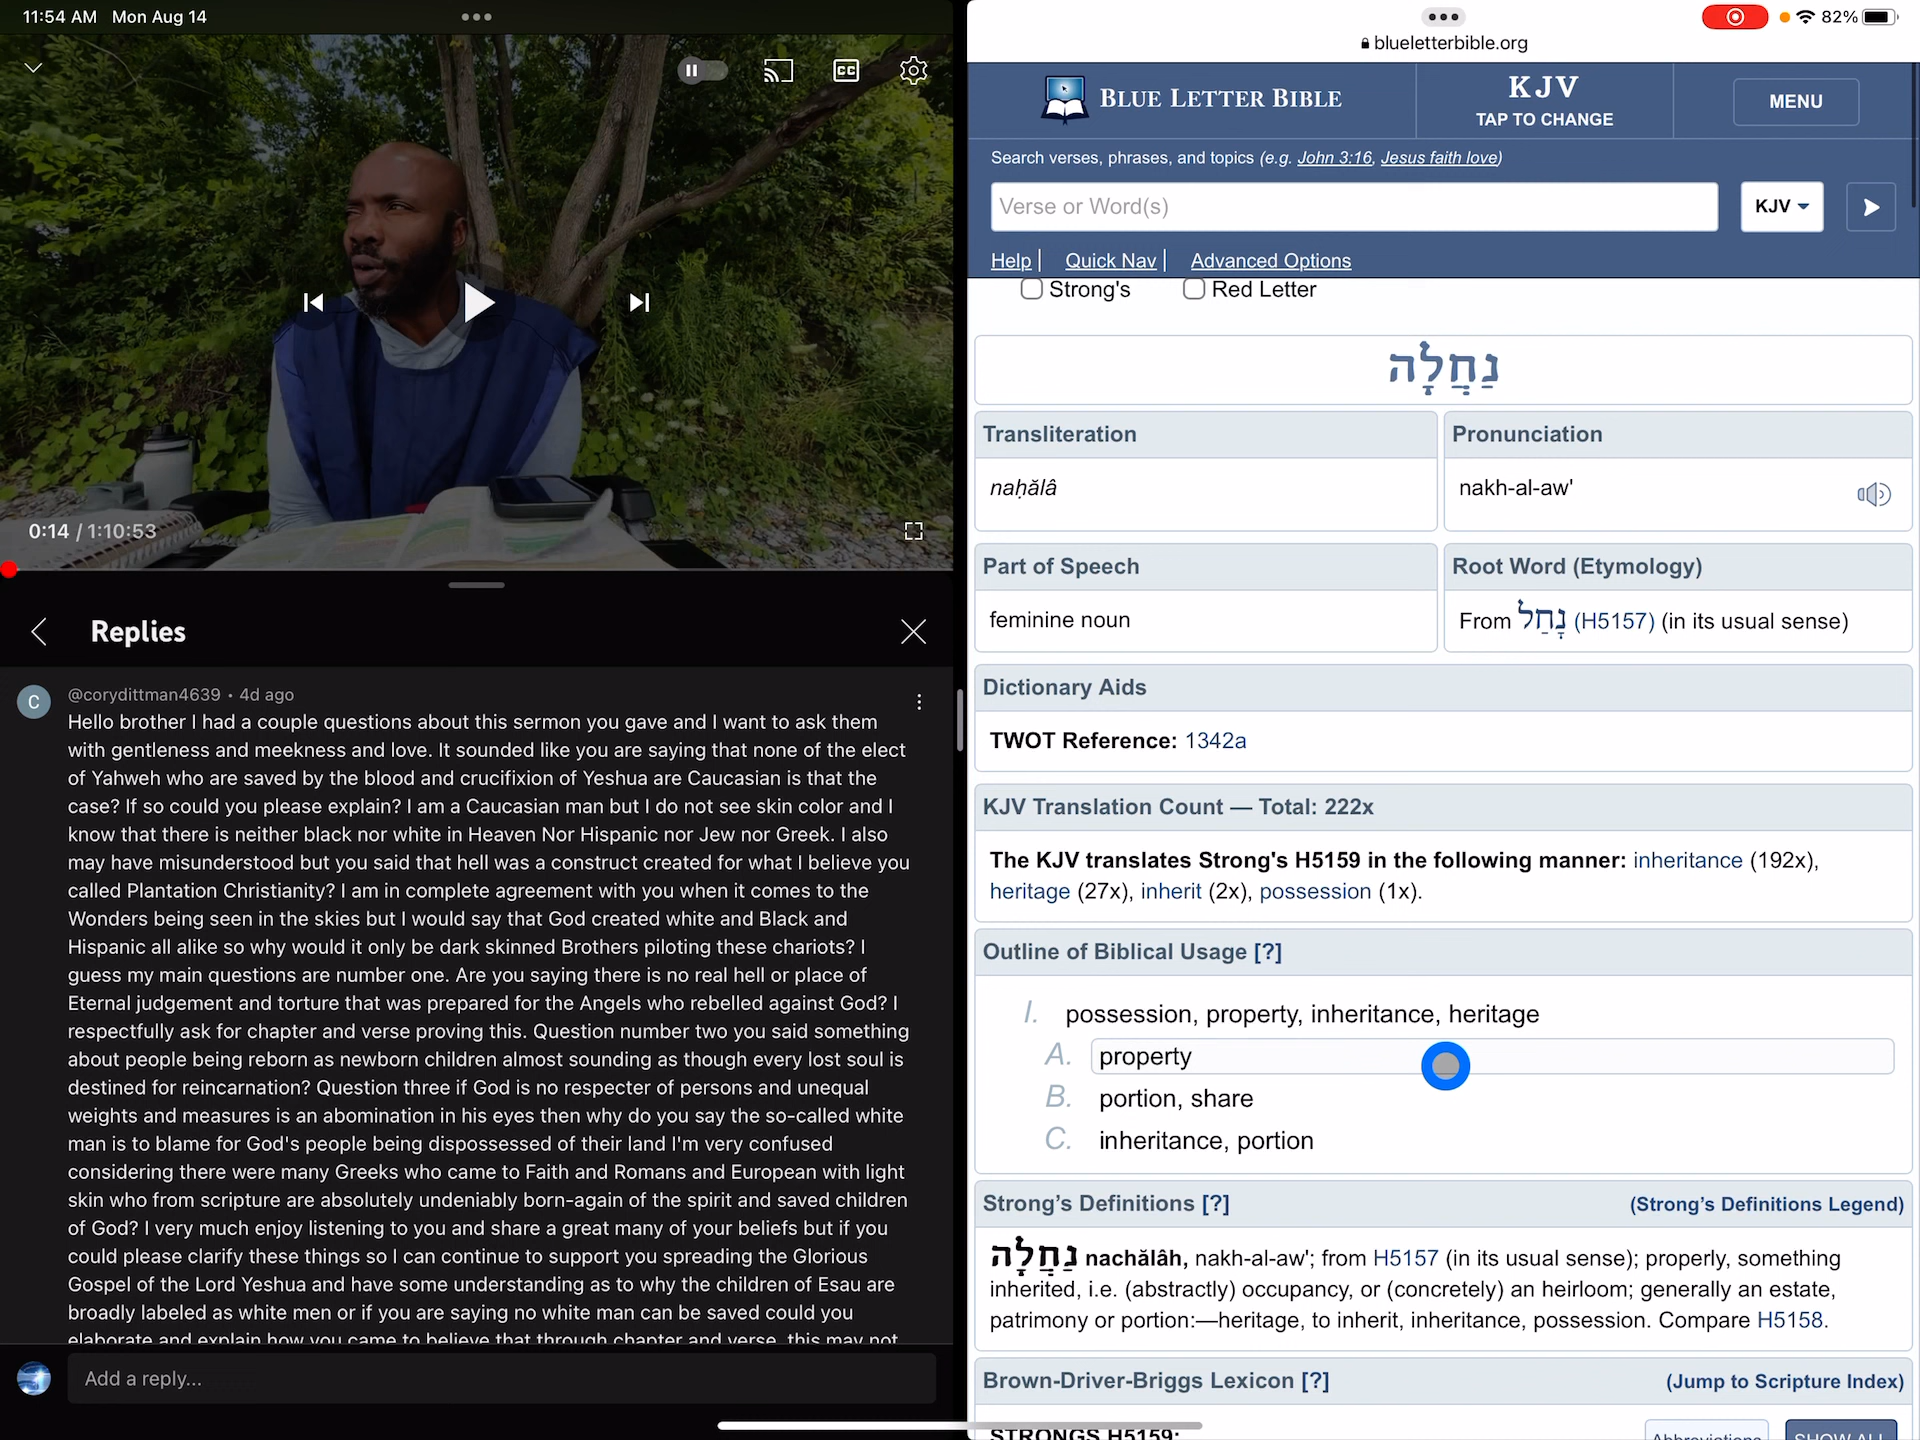 11:54 AM Mon Aug 14
CC
0:14 / 1:10:53
Replies
C
@corydittman4639 • 4d ago
Hello brother I had a couple questions about this sermon you gave and I want to ask them
with gentleness and meekness and love. It sounded like you are saying that none of the elect
of Yahweh who are saved by the blood and crucifixion of Yeshua are Caucasian is that the
case? If so could you please explain? I am a Caucasian man but I do not see skin color and I
know that there is neither black nor white in Heaven Nor Hispanic nor Jew nor Greek. I also
may have misunderstood but you said that hell was a construct created for what I believe you
called Plantation Christianity? I am in complete agreement with you when it comes to the
Wonders being seen in the skies but I would say that God created white and Black and
Hispanic all alike so why would it only be dark skinned Brothers piloting these chariots? I
guess my main questions are number one. Are you saying there is no real hell or place of
Eternal judgement and torture that was prepared for the Angels who rebelled against God? I
respectfully ask for chapter and verse proving this. Question number two you said something
about people being reborn as newborn children almost sounding as though every lost soul is
destined for reincarnation? Question three if God is no respecter of persons and unequal
weights and measures is an abomination in his eyes then why do you say the so-called white
man is to blame for God's people being dispossessed of their land I'm very confused
considering there were many Greeks who came to Faith and Romans and European with light
skin who from scripture are absolutely undeniably born-again of the spirit and saved children
of God? I very much enjoy listening to you and share a great many of your beliefs but if you
could please clarify these things so I can continue to support you spreading the Glorious
Gospel of the Lord Yeshua and have some understanding as to why the children of Esau are
broadly labeled as white men or if you are saying no white man can be saved could you
elaborate and explain how you came to believe that through chapter and verse, this may not
Add a reply...
82%
blueletterbible.org
BLUE LETTER BIBLE
KJV
TAP TO CHANGE
MENU
Search verses, phrases, and topics (e.g. John 3:16, Jesus faith love)
Verse or Word(s)
KJV
Help | Quick Nav | Advanced Options
Strong's Red Letter
נַחֲלָה
Transliteration
naḥălâ
Pronunciation
nakh-al-aw'
Part of Speech
feminine noun
Root Word (Etymology)
From נָחַל (H5157) (in its usual sense)
Dictionary Aids
TWOT Reference: 1342a
KJV Translation Count — Total: 222x
The KJV translates Strong's H5159 in the following manner: inheritance (192x),
heritage (27x), inherit (2x), possession (1x).
Outline of Biblical Usage [?]
I. possession, property, inheritance, heritage
A. property
B. portion, share
C. inheritance, portion
Strong's Definitions [?] (Strong's Definitions Legend)
נַחֲלָה nachălâh, nakh-al-aw'; from H5157 (in its usual sense); properly, something
inherited, i.e. (abstractly) occupancy, or (concretely) an heirloom; generally an estate,
patrimony or portion:—heritage, to inherit, inheritance, possession. Compare H5158.
Brown-Driver-Briggs Lexicon [?] (Jump to Scripture Index)
STRONGS H5159:
Abbreviations
SHOW ALL